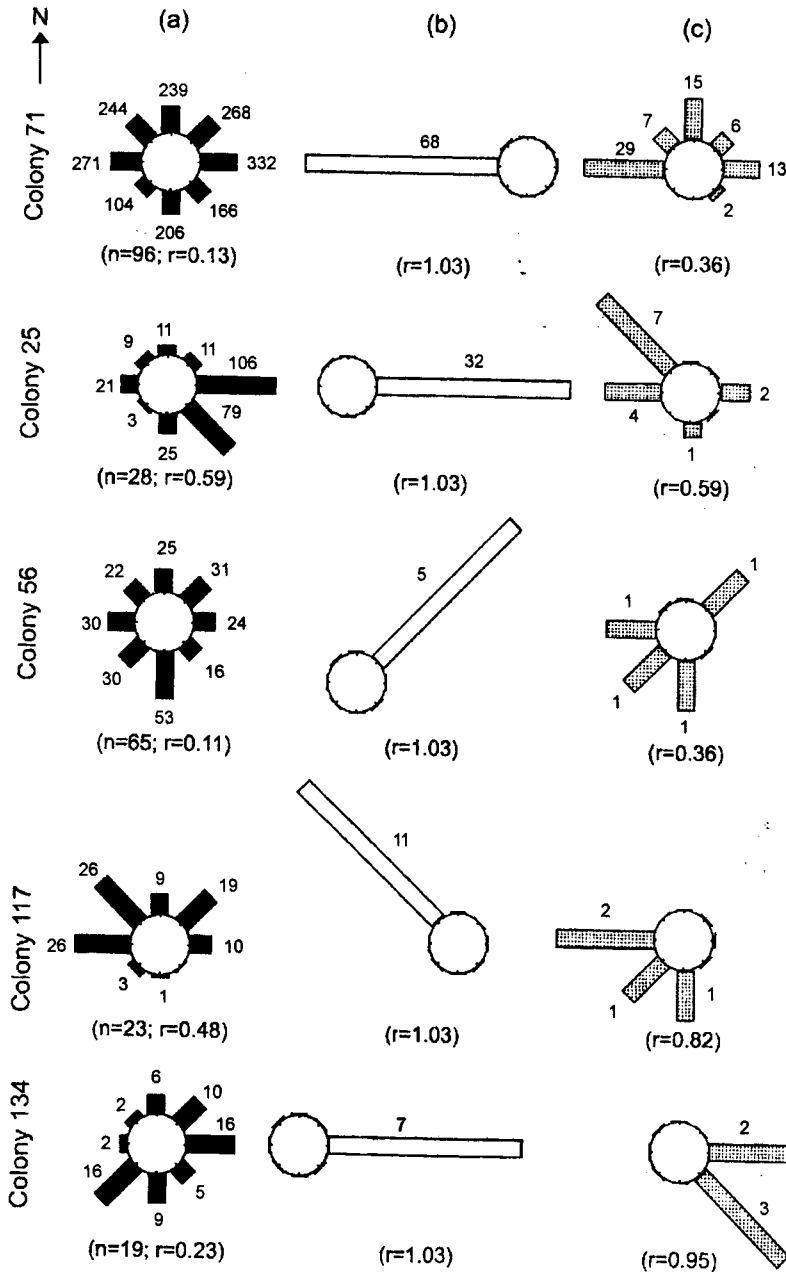 N
(a)
(b)
(c)
Colony 71
239
244
268
271
332
104
166
206
(n=96; r=0.13)
68
(r=1.03)
15
7
6
29
13
2
(r=0.36)
Colony 25
11
9
11
106
21
3
79
25
(n=28; r=0.59)
32
(r=1.03)
7
4
2
1
(r=0.59)
Colony 56
25
22
31
30
24
30
16
53
(n=65; r=0.11)
5
(r=1.03)
1
1
1
1
(r=0.36)
Colony 117
26
9
19
26
10
3
1
(n=23; r=0.48)
11
(r=1.03)
2
1
1
(r=0.82)
Colony 134
6
2
10
2
16
16
5
9
(n=19; r=0.23)
7
(r=1.03)
2
3
(r=0.95)